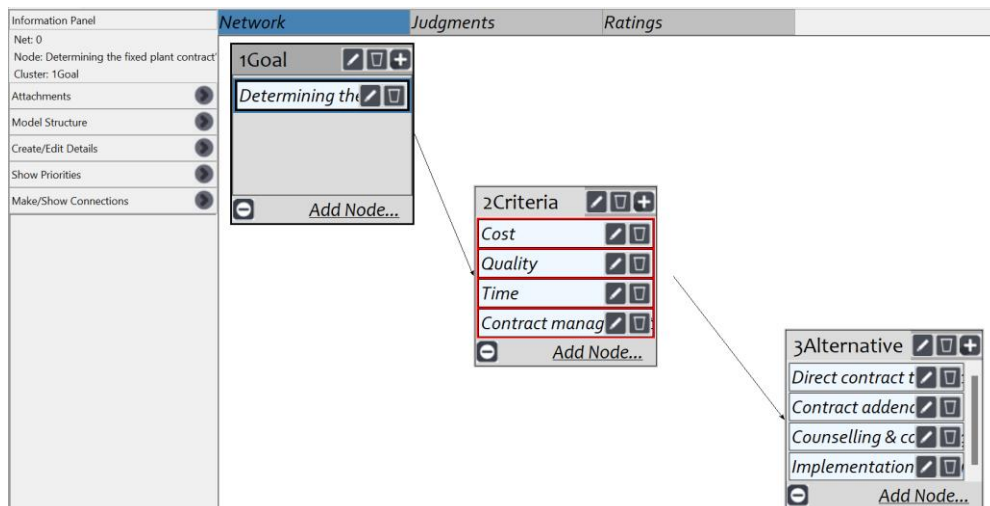 Information Panel
Net: 0
Node: Determining the fixed plant contract
Cluster: 1Goal
Attachments
Model Structure
Create/Edit Details
Show Priorities
Make/Show Connections
Network
Judgments
Ratings
1Goal
Determining the
Add Node...
2Criteria
Cost
Quality
Time
Contract manag
Add Node...
3Alternative
Direct contract t
Contract addend
Counselling & co
Implementation
Add Node...